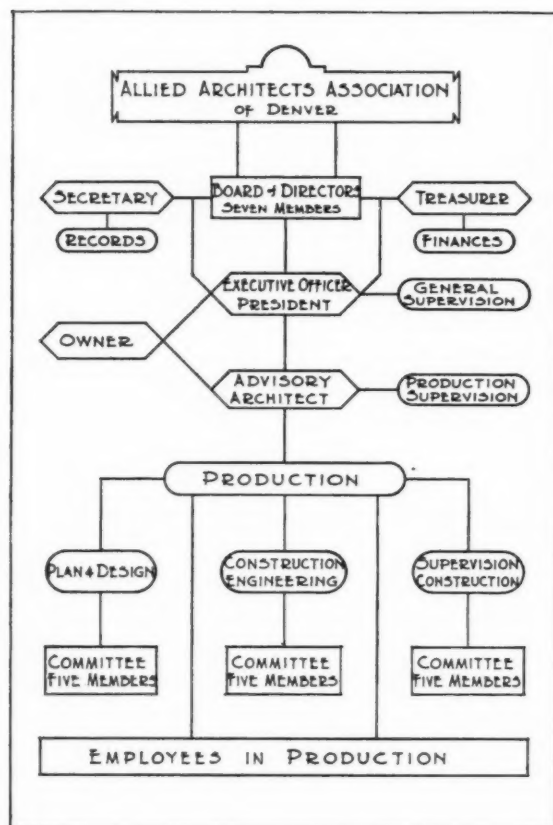 ALLIED ARCHITECTS ASSOCIATION
OF DENVER
BOARD of DIRECTORS
SEVEN MEMBERS
SECRETARY
RECORDS
TREASURER
FINANCES
EXECUTIVE OFFICER
PRESIDENT
GENERAL
SUPERVISION
OWNER
ADVISORY
ARCHITECT
PRODUCTION
SUPERVISION
PRODUCTION
PLAN & DESIGN
CONSTRUCTION
ENGINEERING
SUPERVISION
CONSTRUCTION
COMMITTEE
FIVE MEMBERS
COMMITTEE
FIVE MEMBERS
COMMITTEE
FIVE MEMBERS
EMPLOYEES IN PRODUCTION